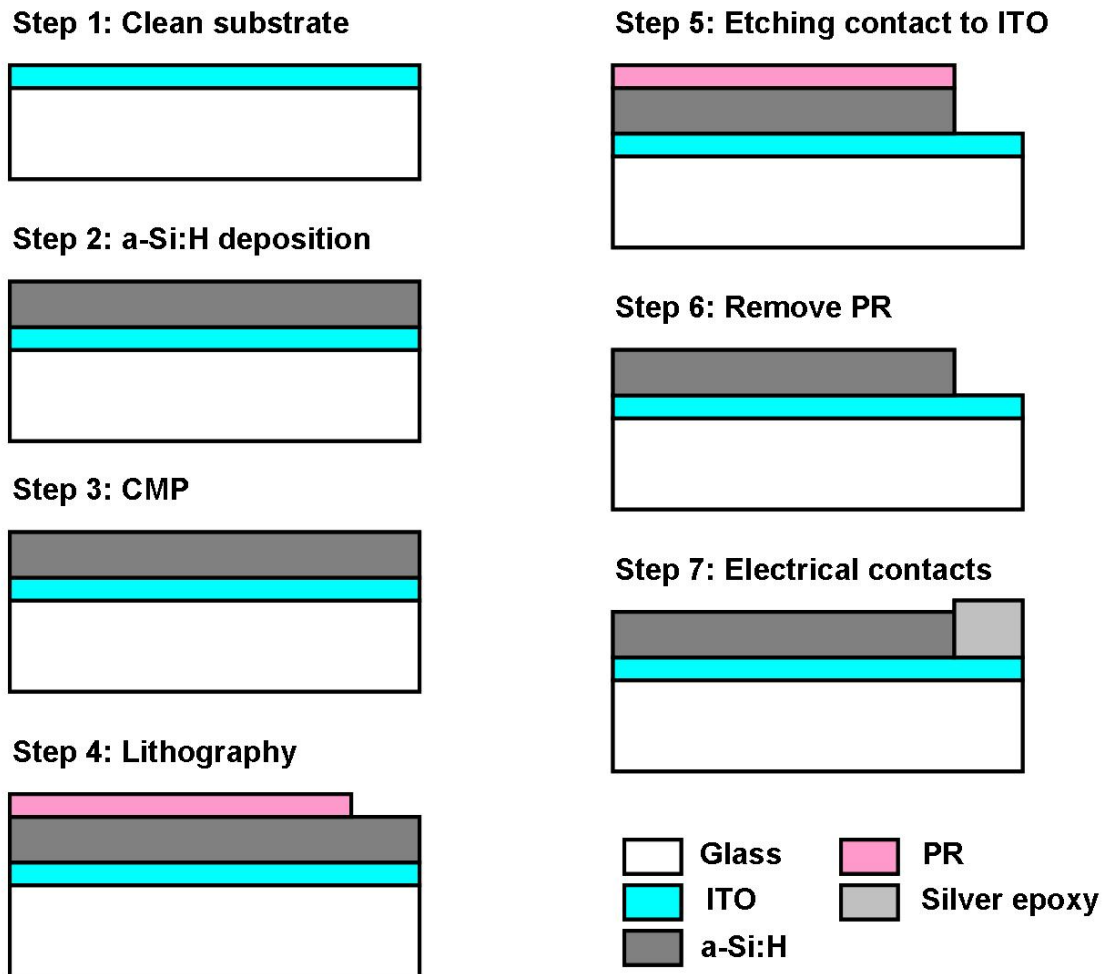 Step 1: Clean substrate
Step 2: a-Si:H deposition
Step 3: CMP
Step 4: Lithography
Step 5: Etching contact to ITO
Step 6: Remove PR
Step 7: Electrical contacts
Glass
ITO
a-Si:H
PR
Silver epoxy